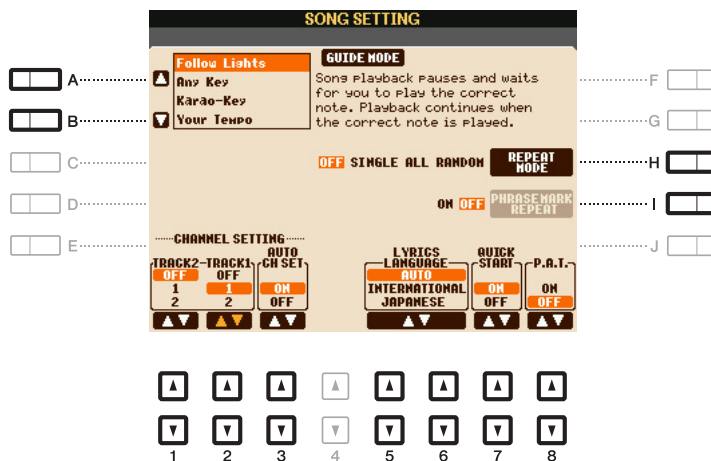 SONG SETTING
Follow Lights
Any Key
Karao-Key
Your Tempo
GUIDE MODE
Song playback pauses and waits
for you to play the correct
note. Playback continues when
the correct note is played.
A
B
C
D
E
F
G
H
I
J
OFF SINGLE ALL RANDOM REPEAT MODE
ON OFF PHRASE MARK REPEAT
CHANNEL SETTING
TRACK2 TRACK1 AUTO CH SET
OFF OFF
1 1 ON
2 2 OFF
LYRICS LANGUAGE QUICK START P.A.T.
AUTO
INTERNATIONAL ON ON
JAPANESE OFF OFF
1 2 3 4 5 6 7 8